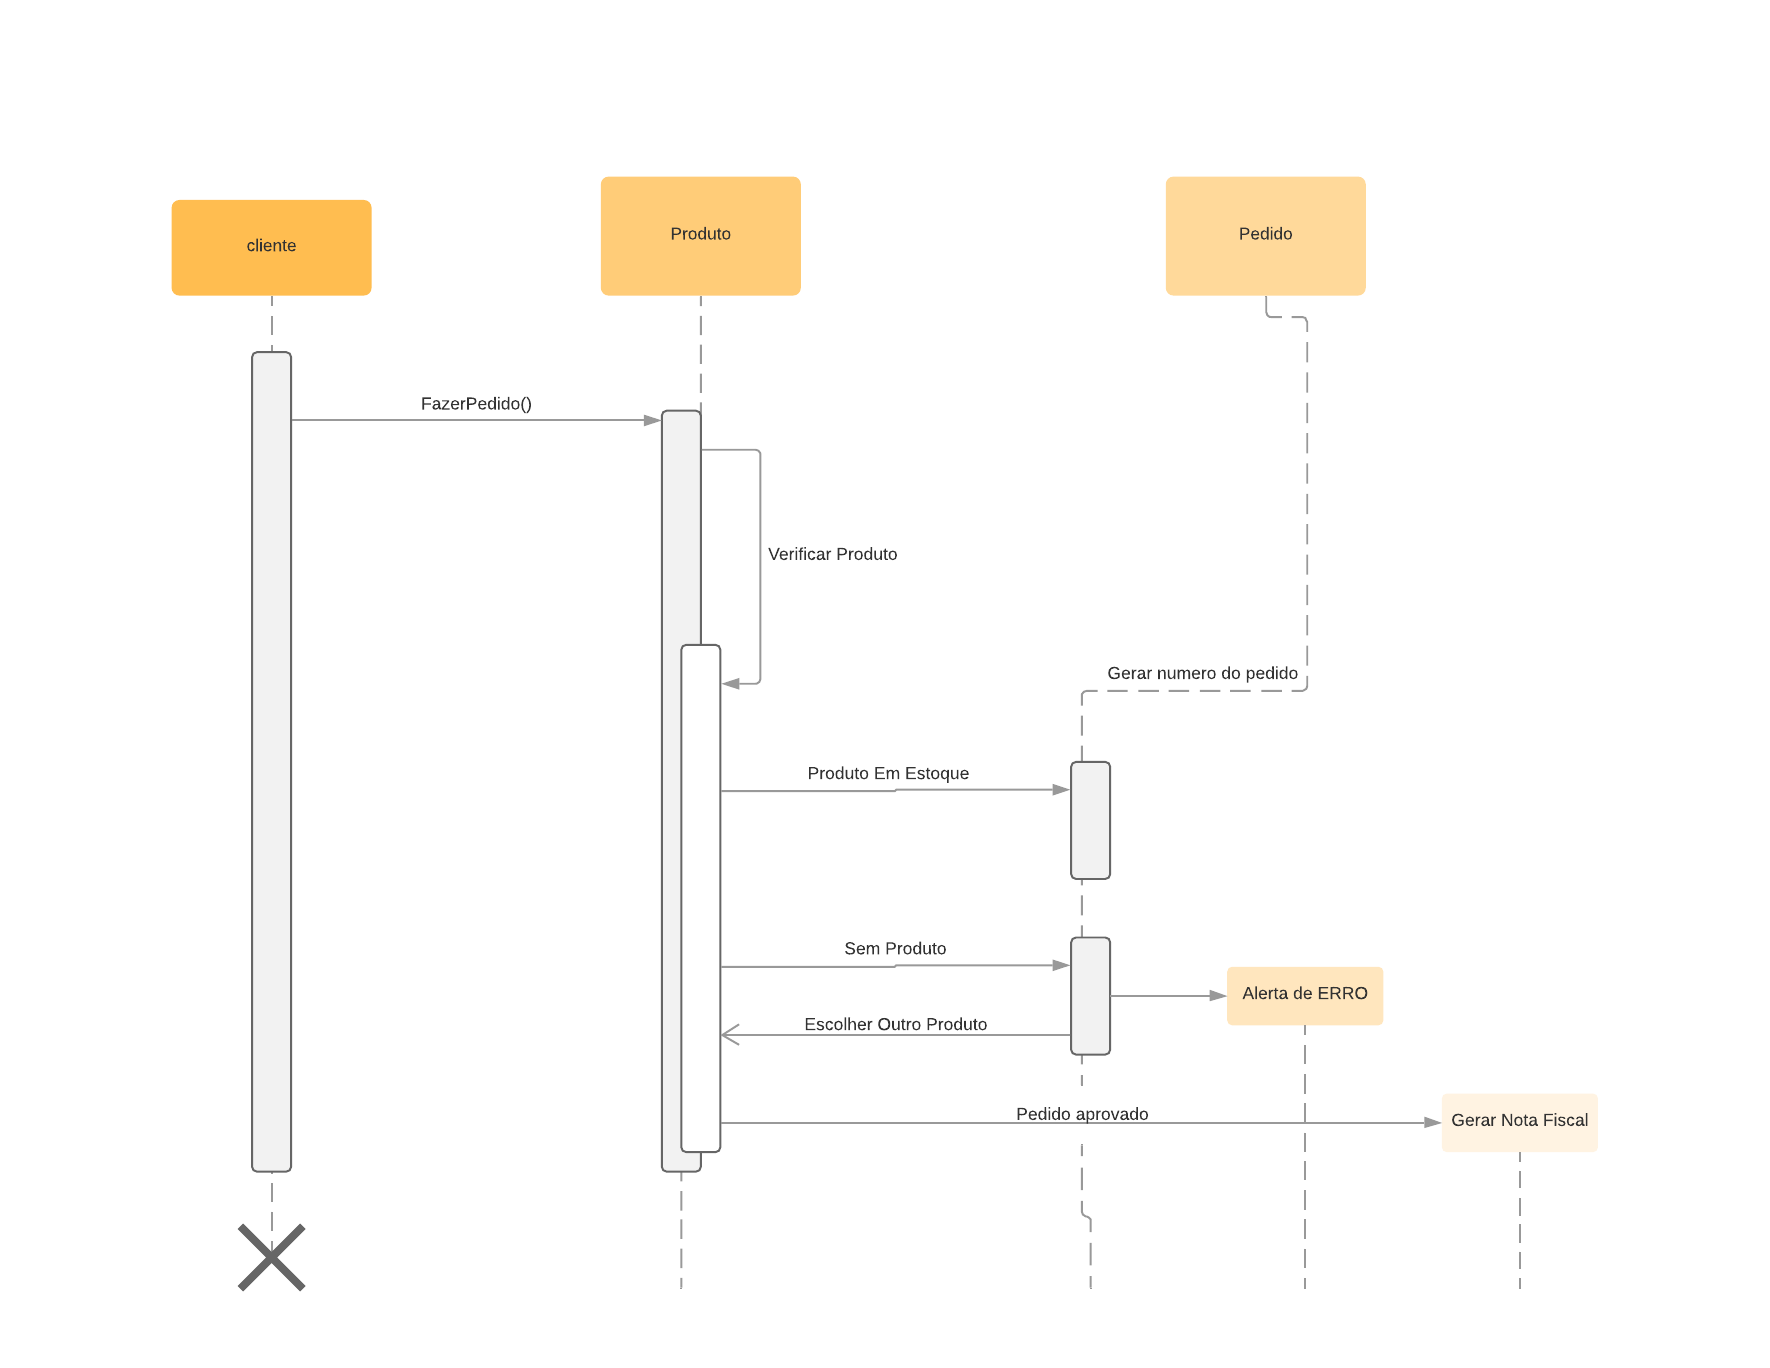 cliente
Produto
Pedido
FazerPedido()
Verificar Produto
Gerar numero do pedido
Produto Em Estoque
Sem Produto
Alerta de ERRO
Escolher Outro Produto
Pedido aprovado
Gerar Nota Fiscal